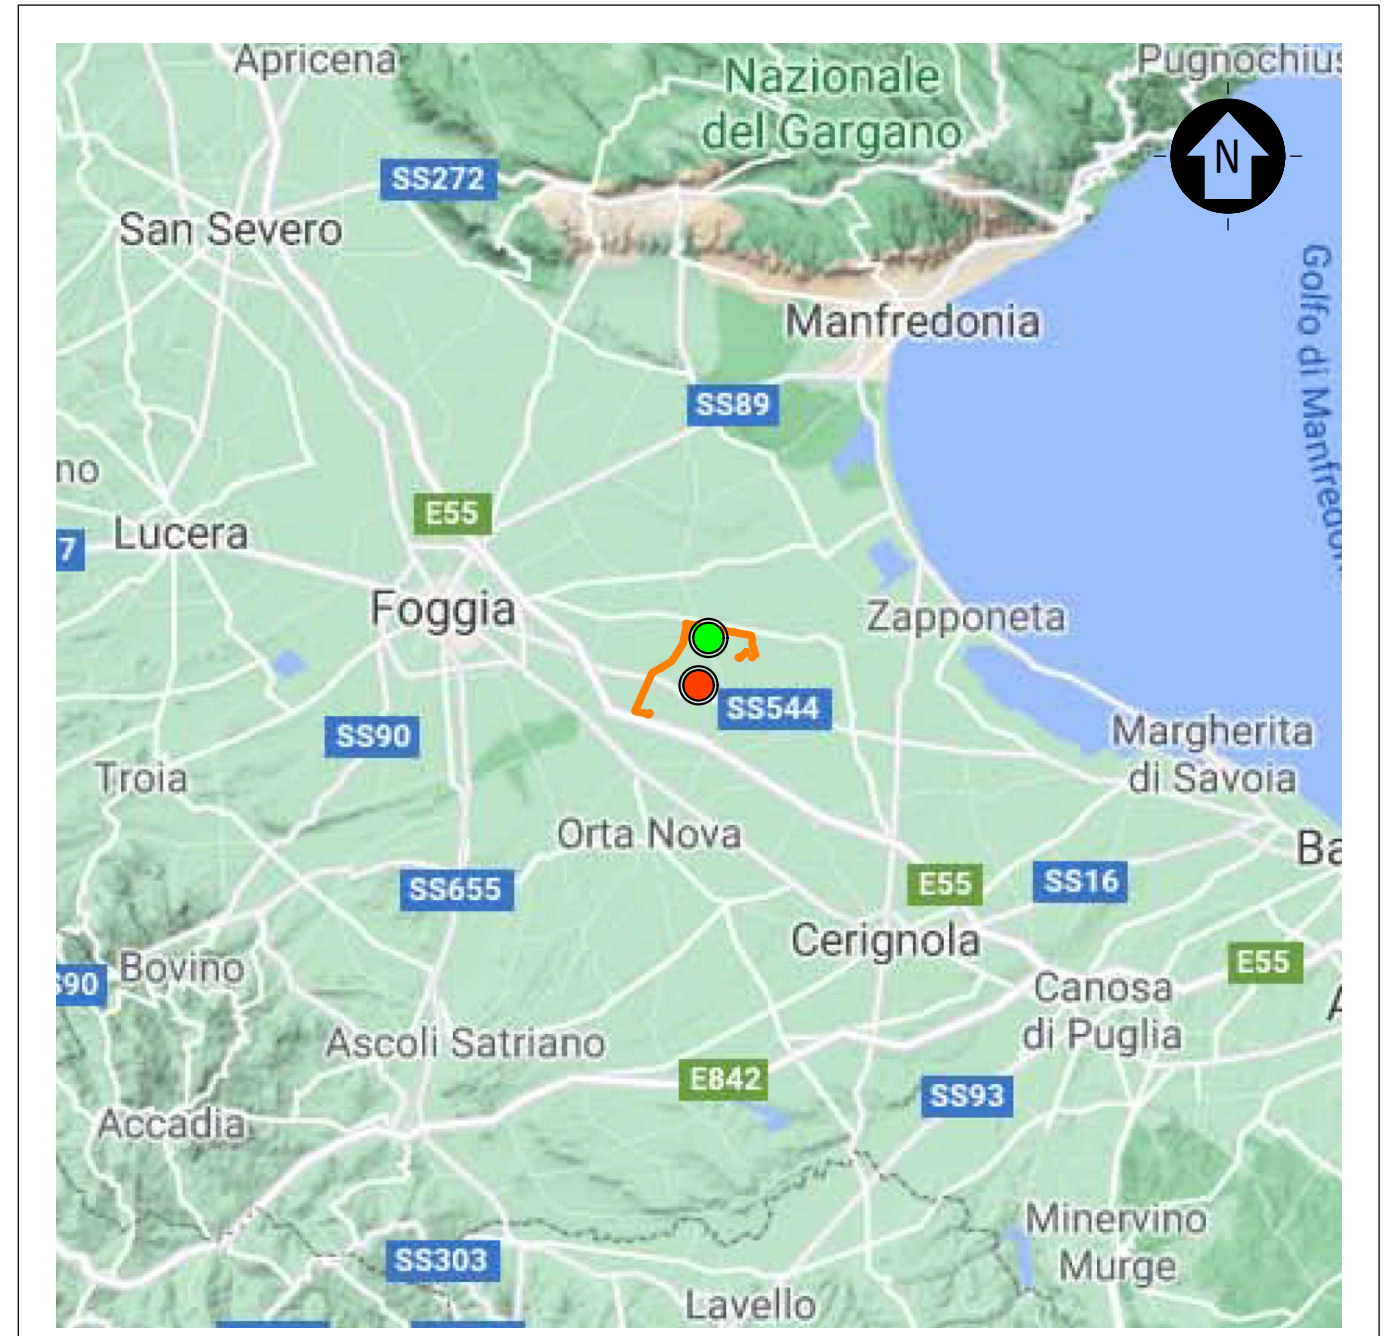 Apricena
Nazionale
del Gargano
Pugnochius
N
SS272
San Severo
Golfo di Manfredon
Manfredonia
SS89
no
E55
Lucera
7
Foggia
Zapponeta
SS544
SS90
Margherita
di Savoia
Troia
Orta Nova
Ba
SS655
E55
SS16
Cerignola
E55
Bovino
S90
Canosa
di Puglia
A
Ascoli Satriano
E842
SS93
Accadia
Minervino
Murge
SS303
Lavello